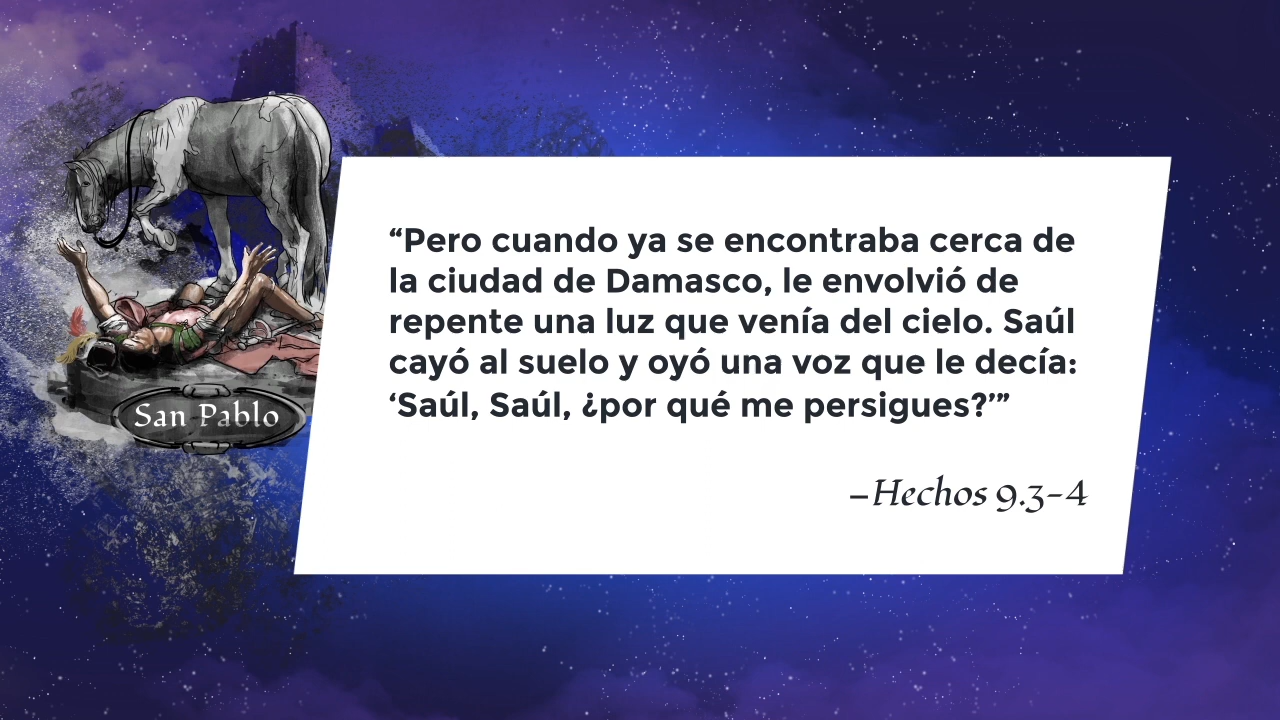 San Pablo
“Pero cuando ya se encontraba cerca de
la ciudad de Damasco, le envolvió de
repente una luz que venía del cielo. Saúl
cayó al suelo y oyó una voz que le decía:
‘Saúl, Saúl, ¿por qué me persigues?’”
–Hechos 9.3-4